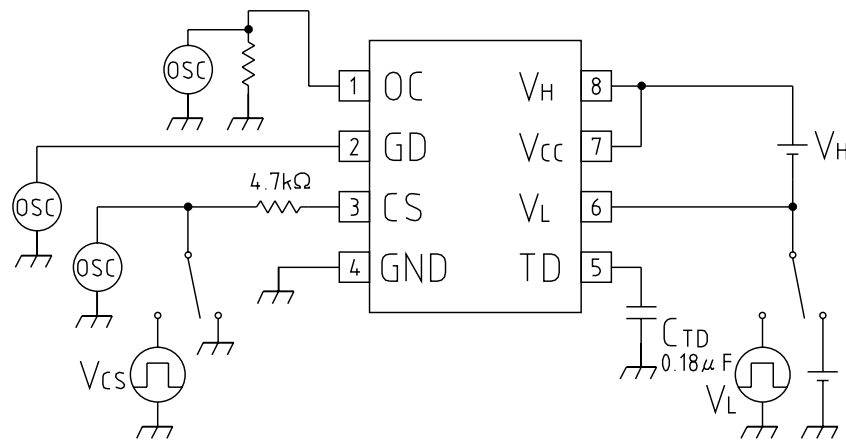 OSC
1 OC VH 8
2 GD VCC 7
VH
OSC
4.7kΩ
3 CS VL 6
OSC
4 GND TD 5
CTD
0.18μF
VCS
VL